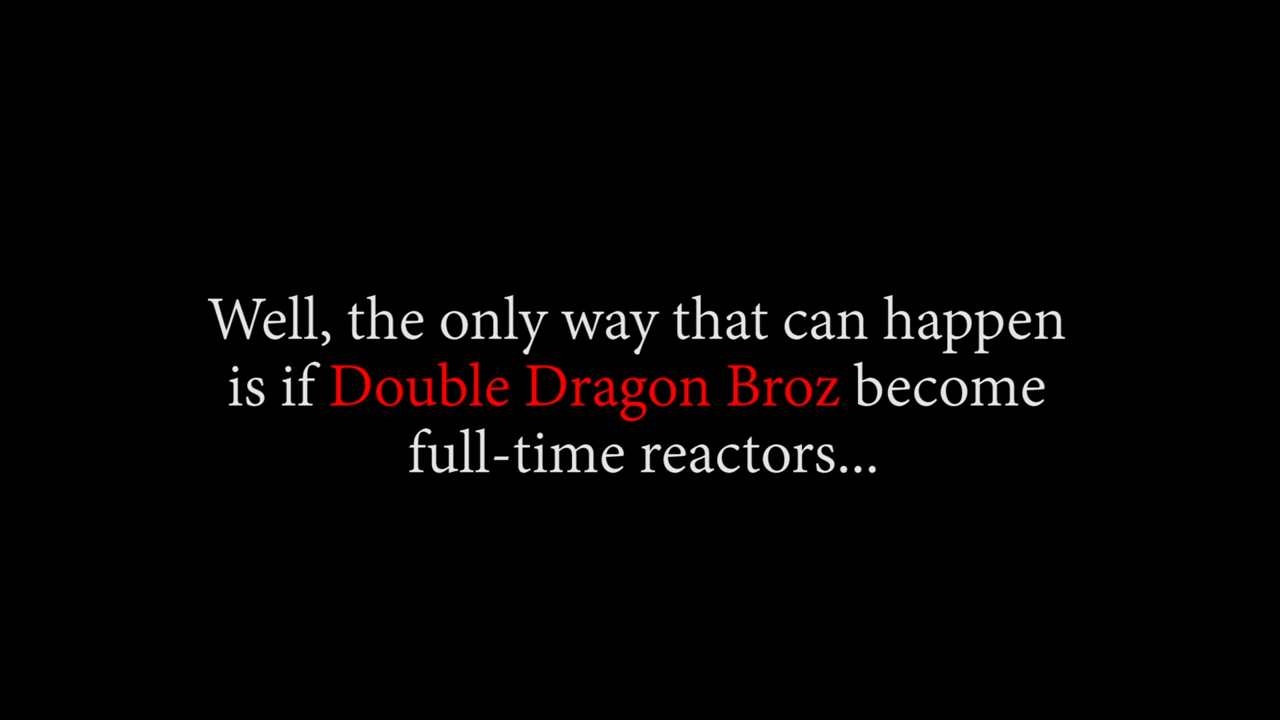 Well, the only way that can happen
is if Double Dragon Broz become
full-time reactors...